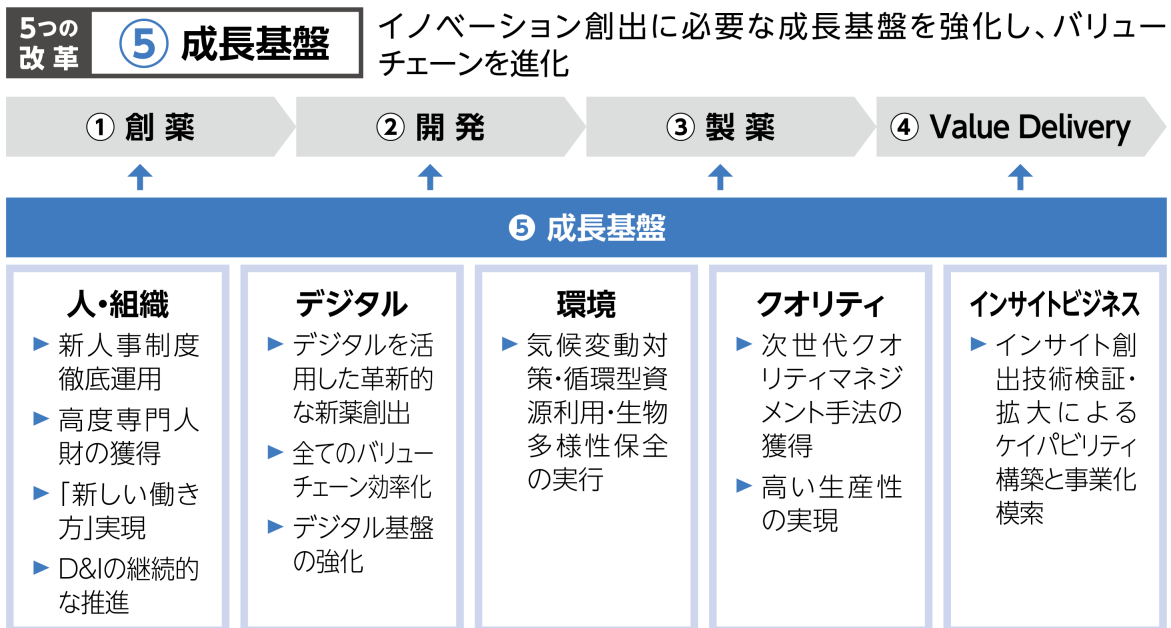 5つの
改革
⑤ 成長基盤
イノベーション創出に必要な成長基盤を強化し、バリュー
チェーンを進化
① 創薬
② 開発
③ 製薬
④ Value Delivery
❺ 成長基盤
人・組織
▶ 新人事制度
徹底運用
▶ 高度専門人
財の獲得
▶ 「新しい働き
方」実現
▶ D&Iの継続的
な推進
デジタル
▶ デジタルを活
用した革新的
な新薬創出
▶ 全てのバリュー
チェーン効率化
▶ デジタル基盤
の強化
環境
▶ 気候変動対
策・循環型資
源利用・生物
多様性保全
の実行
クオリティ
▶ 次世代クオ
リティマネジ
メント手法の
獲得
▶ 高い生産性
の実現
インサイトビジネス
▶ インサイト創
出技術検証・
拡大による
ケイパビリティ
構築と事業化
模索